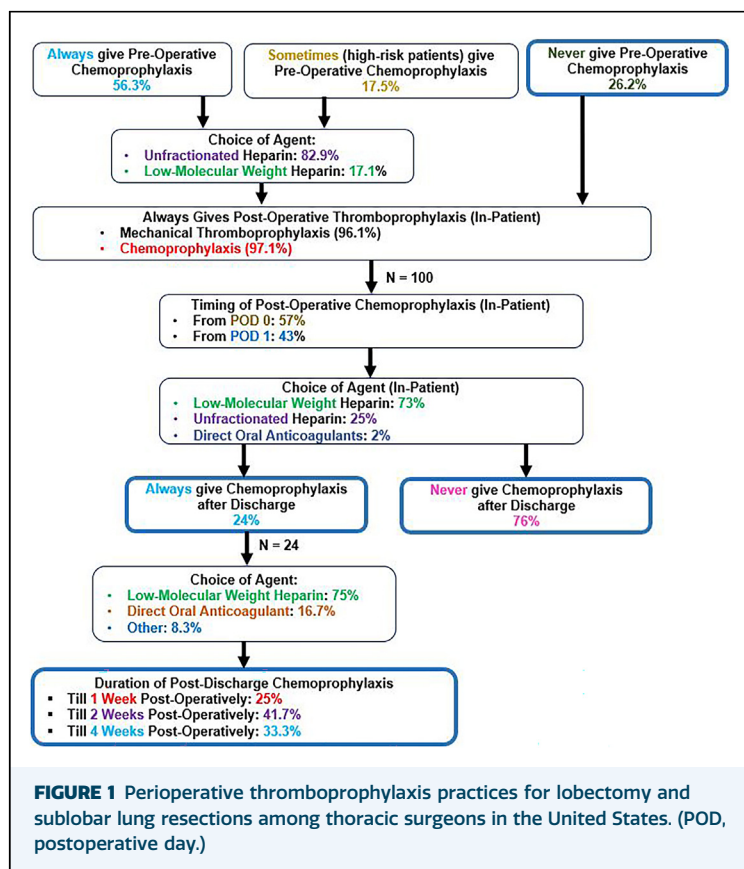 Always give Pre-Operative
Chemoprophylaxis
56.3%
Sometimes (high-risk patients) give
Pre-Operative Chemoprophylaxis
17.5%
Never give Pre-Operative
Chemoprophylaxis
26.2%
Choice of Agent:
• Unfractionated Heparin: 82.9%
• Low-Molecular Weight Heparin: 17.1%
Always Gives Post-Operative Thromboprophylaxis (In-Patient)
• Mechanical Thromboprophylaxis (96.1%)
• Chemoprophylaxis (97.1%)
N = 100
Timing of Post-Operative Chemoprophylaxis (In-Patient)
• From POD 0: 57%
• From POD 1: 43%
Choice of Agent (In-Patient)
• Low-Molecular Weight Heparin: 73%
• Unfractionated Heparin: 25%
• Direct Oral Anticoagulants: 2%
Always give Chemoprophylaxis
after Discharge
24%
Never give Chemoprophylaxis
after Discharge
76%
N = 24
Choice of Agent:
• Low-Molecular Weight Heparin: 75%
• Direct Oral Anticoagulant: 16.7%
• Other: 8.3%
Duration of Post-Discharge Chemoprophylaxis
▪ Till 1 Week Post-Operatively: 25%
▪ Till 2 Weeks Post-Operatively: 41.7%
▪ Till 4 Weeks Post-Operatively: 33.3%
FIGURE 1 Perioperative thromboprophylaxis practices for lobectomy and
sublobar lung resections among thoracic surgeons in the United States. (POD,
postoperative day.)